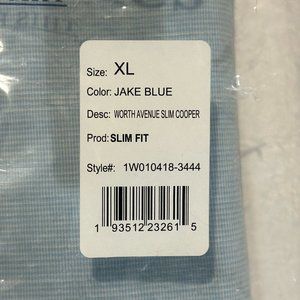 Size: XL
Color: JAKE BLUE
Desc: WORTH AVENUE SLIM COOPER
Prod: SLIM FIT
Style#: 1W010418-3444
1 93512 23261 5